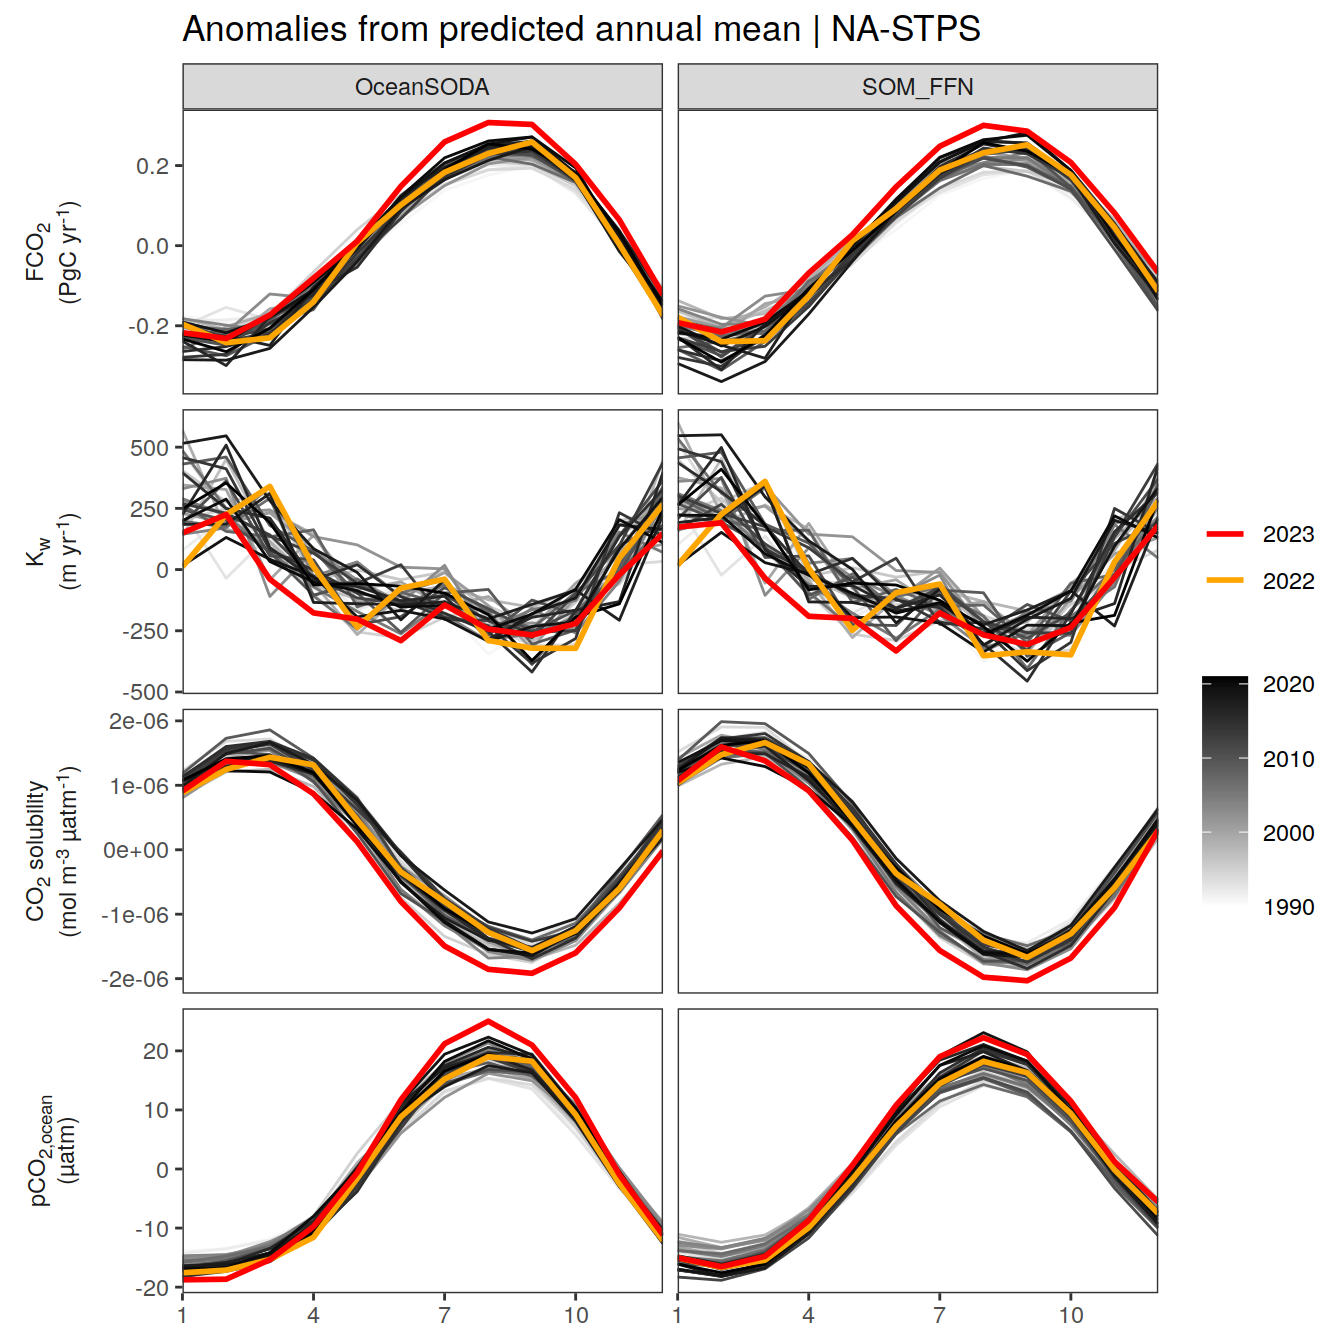 Anomalies from predicted annual mean | NA-STPS
OceanSODA
SOM_FFN
FCO2
(PgC yr-1)
0.2
0.0
-0.2
Kw
(m yr-1)
500
250
0
-250
-500
CO2 solubility
(mol m-3 µatm-1)
2e-06
1e-06
0e+00
-1e-06
-2e-06
pCO2,ocean
(µatm)
20
10
0
-10
-20
1 4 7 10
1 4 7 10
2023
2022
2020
2010
2000
1990